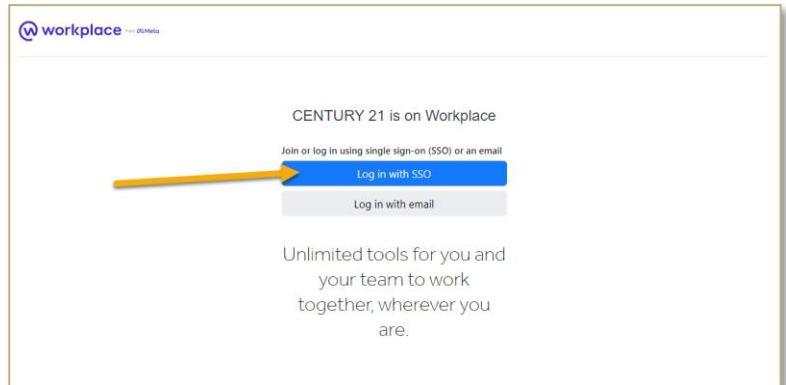 workplace from Meta
CENTURY 21 is on Workplace
Join or log in using single sign-on (SSO) or an email
Log in with SSO
Log in with email
Unlimited tools for you and
your team to work
together, wherever you
are.